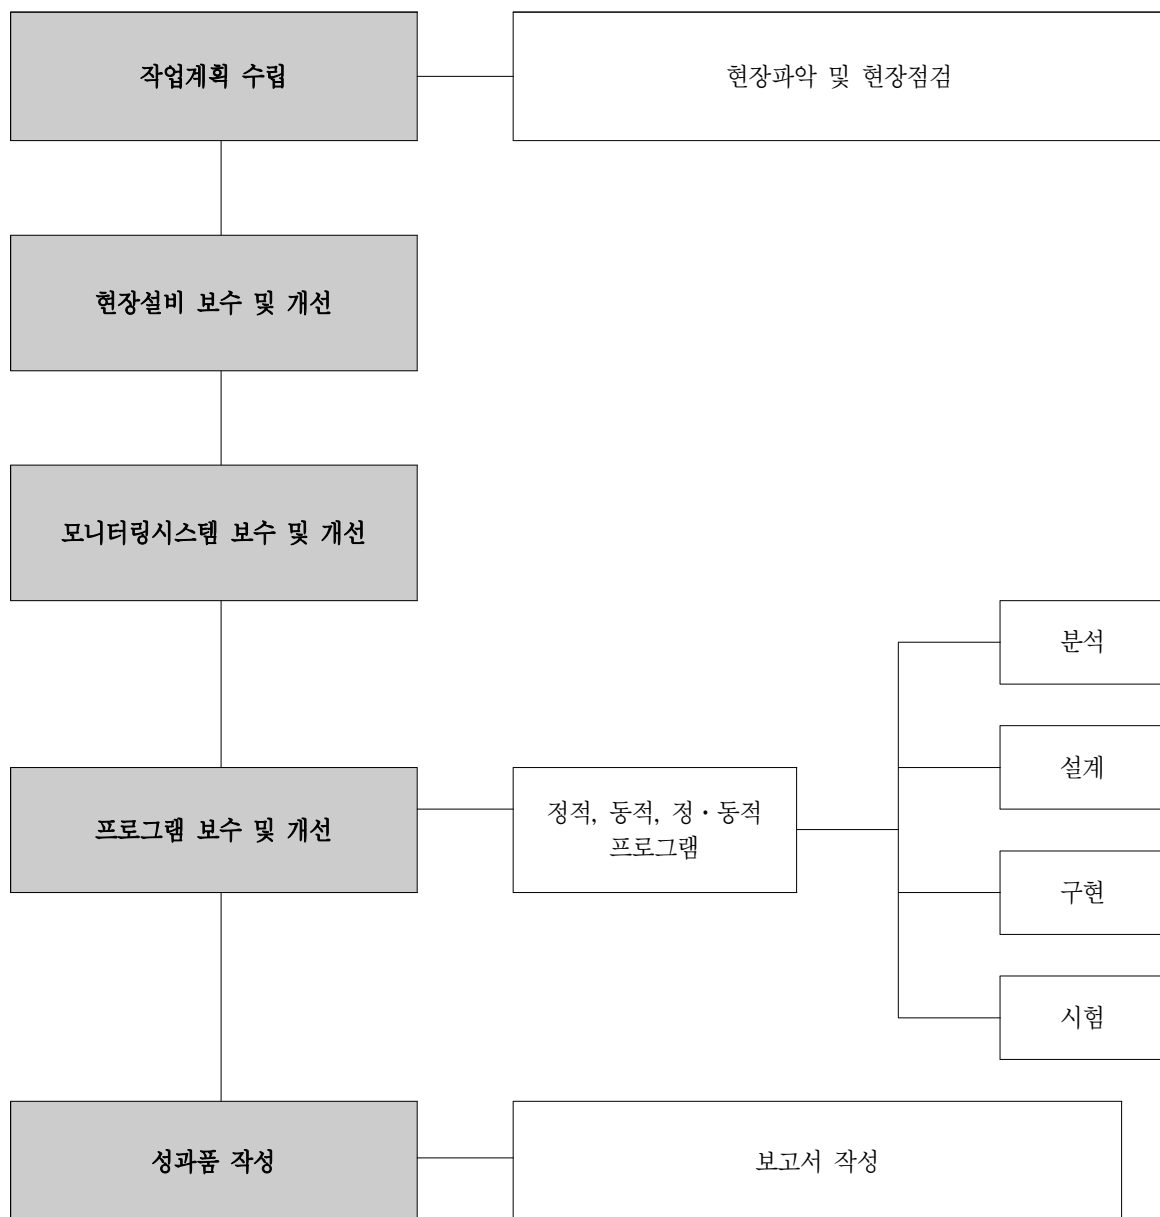 작업계획 수립
현장파악 및 현장점검
현장설비 보수 및 개선
모니터링시스템 보수 및 개선
분석
설계
프로그램 보수 및 개선
정적, 동적, 정·동적
프로그램
구현
시험
성과품 작성
보고서 작성